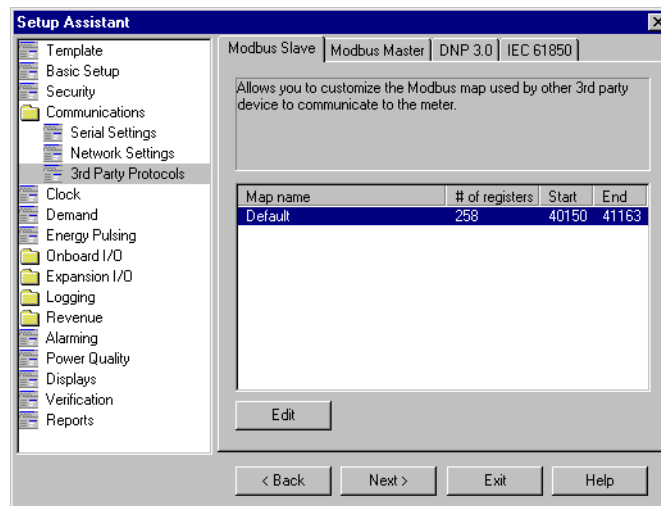 Setup Assistant
Template
Basic Setup
Security
Communications
Serial Settings
Network Settings
3rd Party Protocols
Clock
Demand
Energy Pulsing
Onboard I/O
Expansion I/O
Logging
Revenue
Alarming
Power Quality
Displays
Verification
Reports
Modbus Slave Modbus Master DNP 3.0 IEC 61850
Allows you to customize the Modbus map used by other 3rd party
device to communicate to the meter.
Map name # of registers Start End
Default 258 40150 41163
Edit
< Back Next > Exit Help